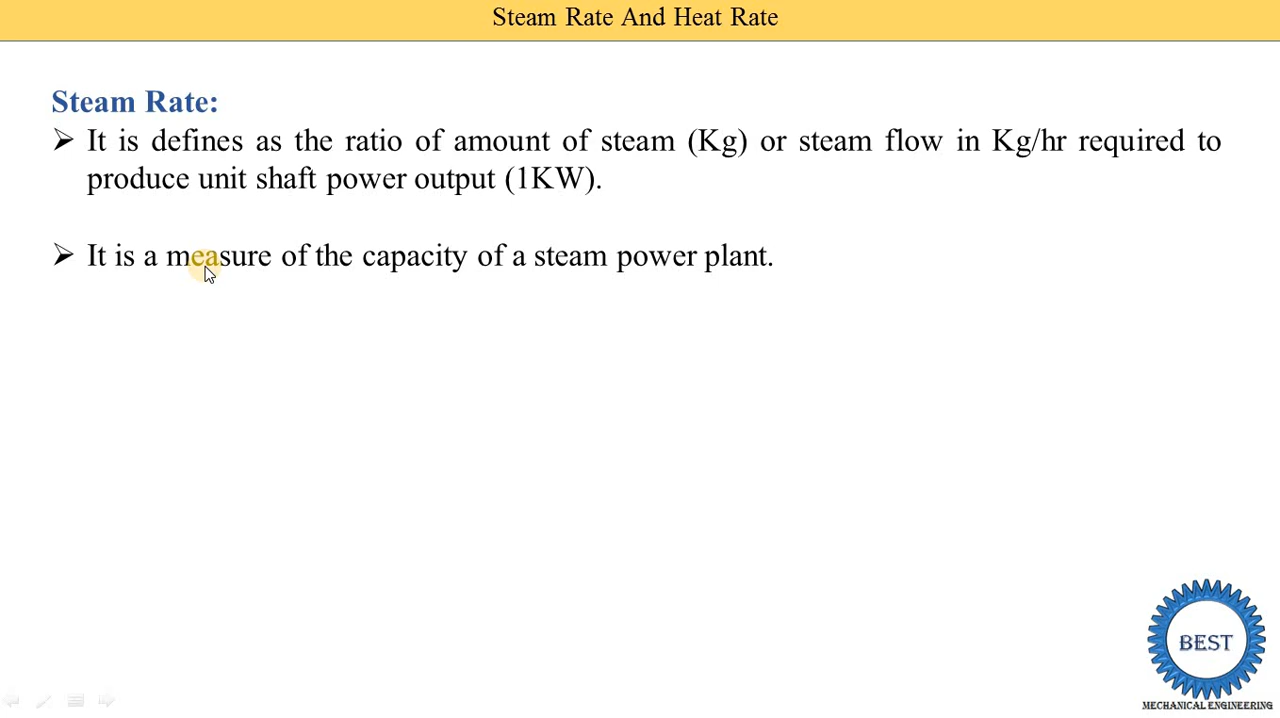 Steam Rate And Heat Rate
Steam Rate:
It is defines as the ratio of amount of steam (Kg) or steam flow in Kg/hr required to
produce unit shaft power output (1KW).
It is a measure of the capacity of a steam power plant.
BEST
MECHANICAL ENGINEERING